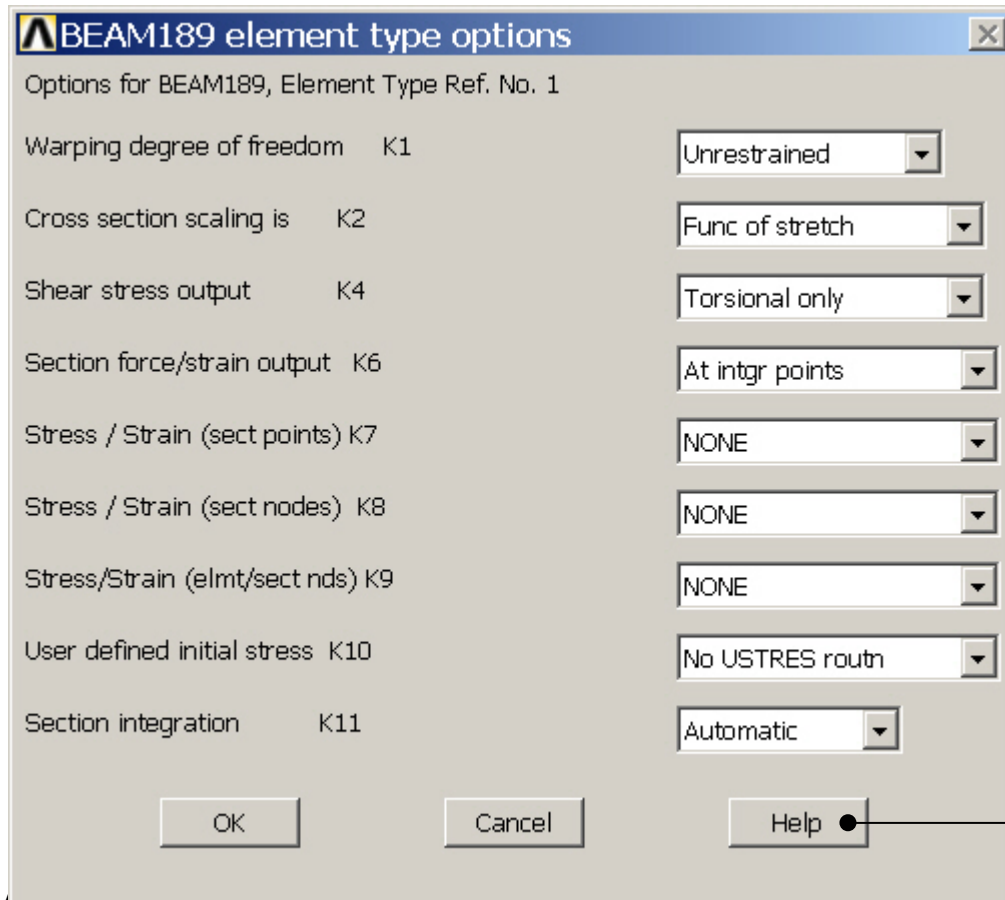 BEAM189 element type options
Options for BEAM189, Element Type Ref. No. 1
Warping degree of freedom K1 Unrestrained
Cross section scaling is K2 Func of stretch
Shear stress output K4 Torsional only
Section force/strain output K6 At intgr points
Stress / Strain (sect points) K7 NONE
Stress / Strain (sect nodes) K8 NONE
Stress/Strain (elmt/sect nds) K9 NONE
User defined initial stress K10 No USTRES routn
Section integration K11 Automatic
OK Cancel Help